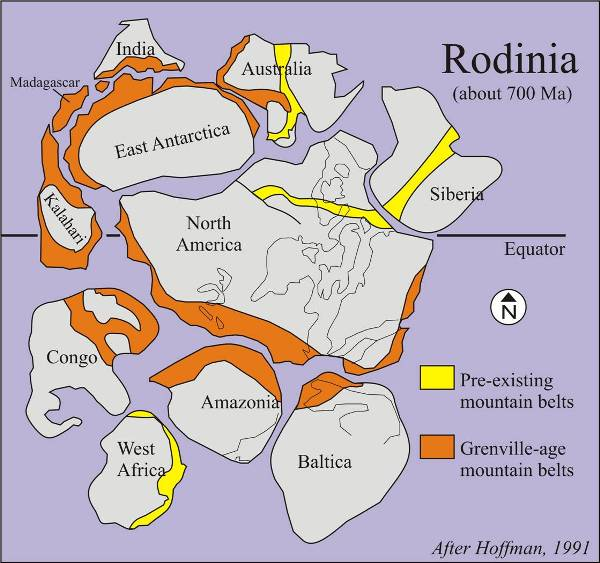 Rodinia
(about 700 Ma)
India
Australia
Madagascar
East Antarctica
Siberia
Kalahari
North
America
Equator
N
Congo
Amazonia
West
Africa
Baltica
Pre-existing
mountain belts
Grenville-age
mountain belts
After Hoffman, 1991